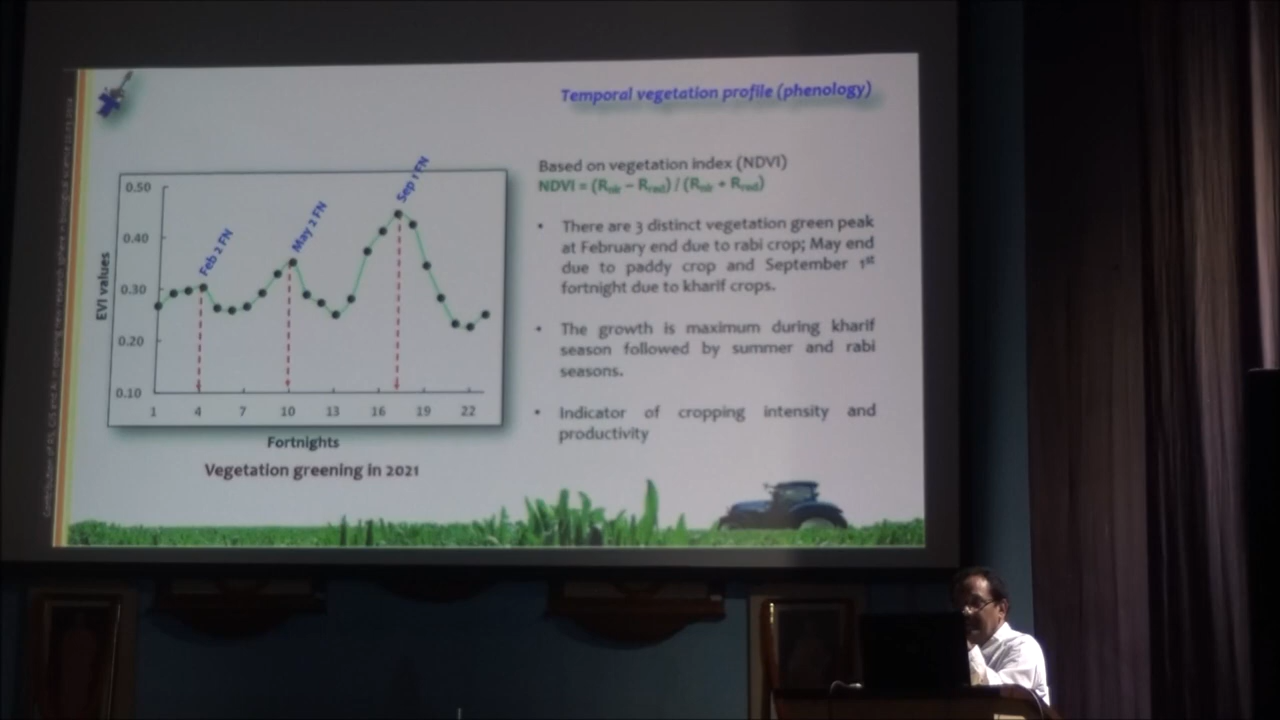 Temporal vegetation profile (phenology)
0.50
0.40
0.30
0.20
0.10
EVI values
Feb 2 FN
May 2 FN
Sep 1 FN
1 4 7 10 13 16 19 22
Fortnights
Vegetation greening in 2021
Based on vegetation index (NDVI)
NDVI = (Rnir – Rred) / (Rnir + Rred)
• There are 3 distinct vegetation green peak
at February end due to rabi crop; May end
due to paddy crop and September 1st
fortnight due to kharif crops.
• The growth is maximum during kharif
season followed by summer and rabi
seasons.
• Indicator of cropping intensity and
productivity